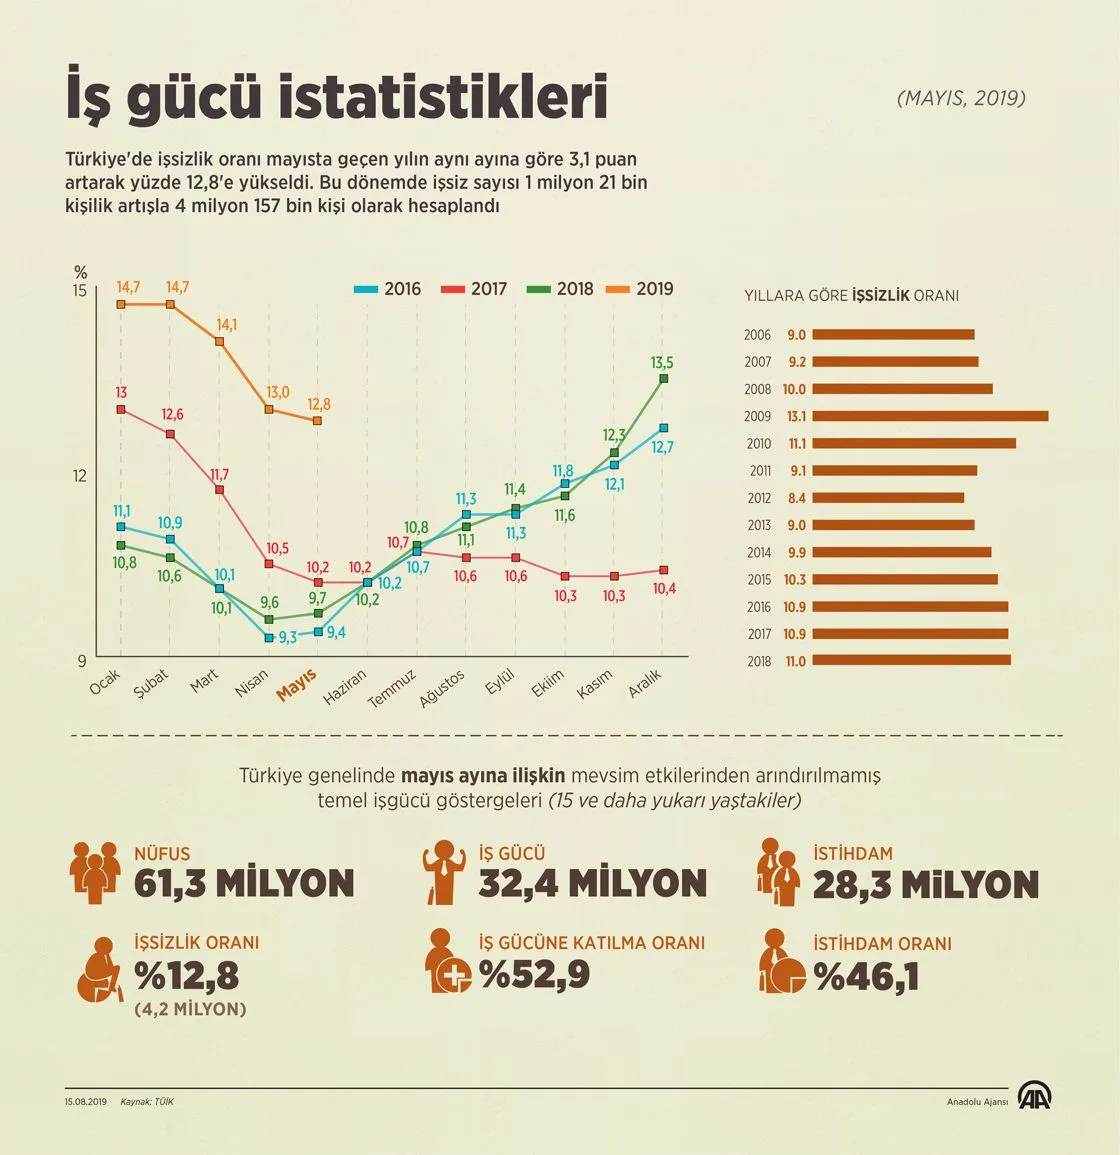 İş gücü istatistikleri
(MAYIS, 2019)
Türkiye'de işsizlik oranı mayısta geçen yılın aynı ayına göre 3,1 puan
artarak yüzde 12,8'e yükseldi. Bu dönemde işsiz sayısı 1 milyon 21 bin
kişilik artışla 4 milyon 157 bin kişi olarak hesaplandı
%
15
12
9
2016 2017 2018 2019
14,7 14,7 14,1 13,0 12,8
13 12,6 11,7 10,5 10,2 10,2 10,7 10,6 10,6 10,3 10,3 10,4
11,1 10,9 10,1 9,3 9,4 10,2 10,7 11,3 11,3 11,8 12,1 12,7
10,8 10,6 10,1 9,6 9,7 10,2 10,8 11,1 11,4 11,6 12,3 13,5
Ocak Şubat Mart Nisan Mayıs Haziran Temmuz Ağustos Eylül Ekiim Kasım Aralık
YILLARA GÖRE İŞSİZLİK ORANI
2006 9.0
2007 9.2
2008 10.0
2009 13.1
2010 11.1
2011 9.1
2012 8.4
2013 9.0
2014 9.9
2015 10.3
2016 10.9
2017 10.9
2018 11.0
Türkiye genelinde mayıs ayına ilişkin mevsim etkilerinden arındırılmamış
temel işgücü göstergeleri (15 ve daha yukarı yaştakiler)
NÜFUS
61,3 MİLYON
İŞ GÜCÜ
32,4 MİLYON
İSTİHDAM
28,3 MİLYON
İŞSİZLİK ORANI
%12,8
(4,2 MİLYON)
İŞ GÜCÜNE KATILMA ORANI
%52,9
İSTİHDAM ORANI
%46,1
15.08.2019 Kaynak: TÜİK
Anadolu Ajansı AA